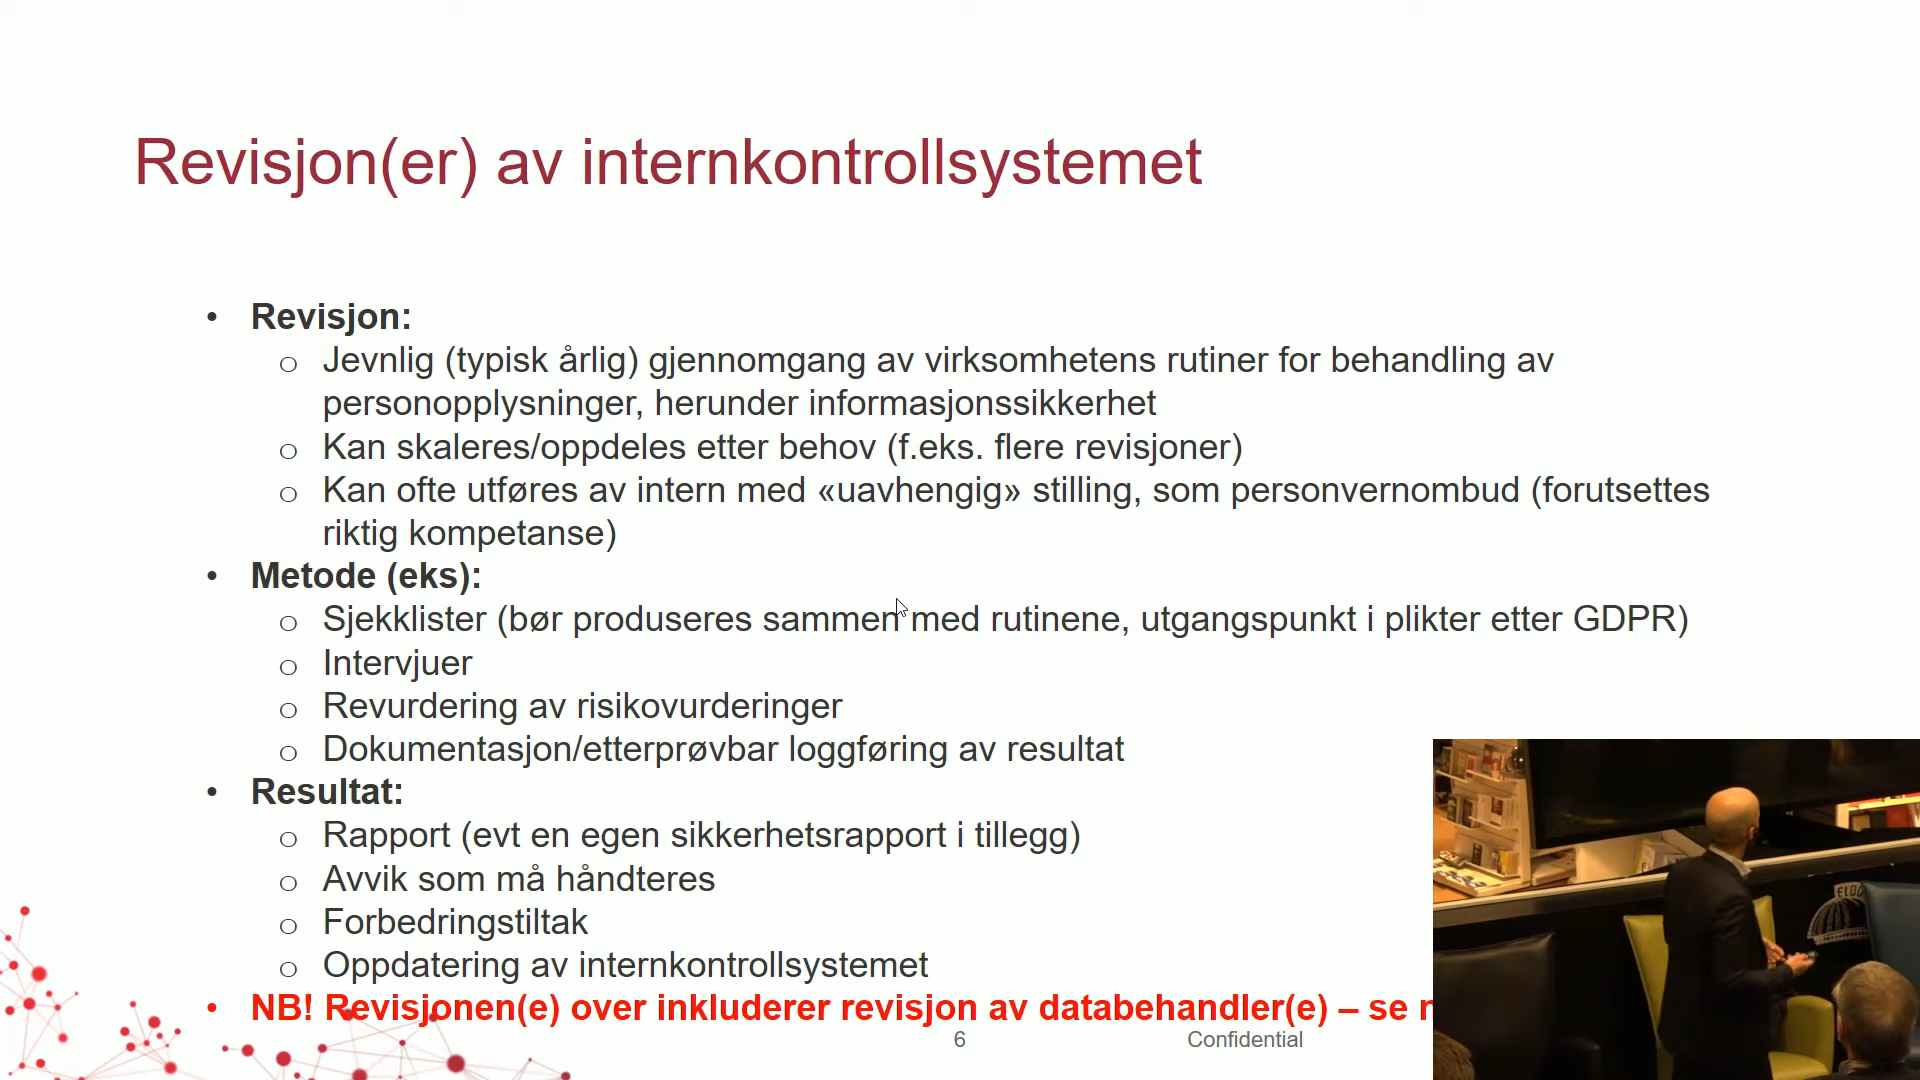 Revisjon(er) av internkontrollsystemet
• Revisjon:
o Jevnlig (typisk årlig) gjennomgang av virksomhetens rutiner for behandling av
personopplysninger, herunder informasjonssikkerhet
o Kan skaleres/oppdeles etter behov (f.eks. flere revisjoner)
o Kan ofte utføres av intern med «uavhengig» stilling, som personvernombud (forutsettes
riktig kompetanse)
• Metode (eks):
o Sjekklister (bør produseres sammen med rutinene, utgangspunkt i plikter etter GDPR)
o Intervjuer
o Revurdering av risikovurderinger
o Dokumentasjon/etterprøvbar loggføring av resultat
• Resultat:
o Rapport (evt en egen sikkerhetsrapport i tillegg)
o Avvik som må håndteres
o Forbedringstiltak
o Oppdatering av internkontrollsystemet
• NB! Revisjonen(e) over inkluderer revisjon av databehandler(e) – se
6 Confidential